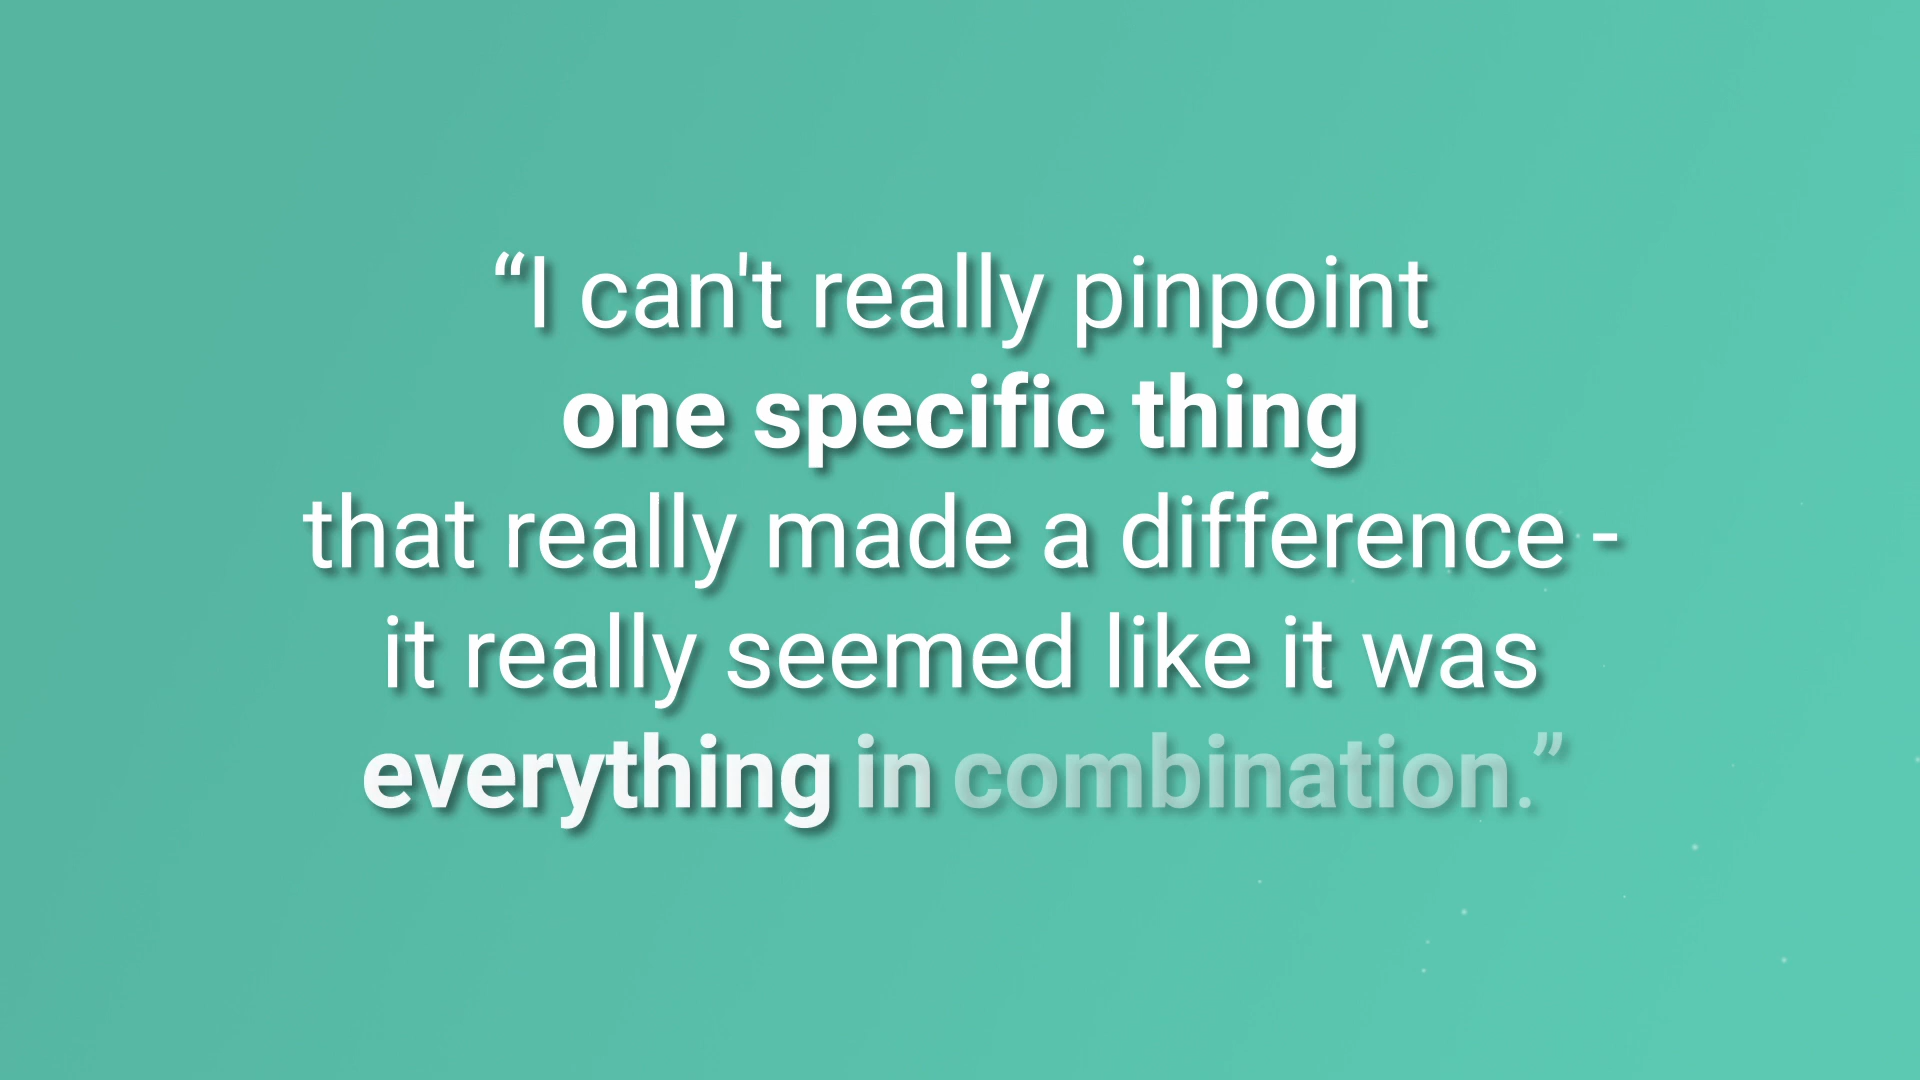 “I can't really pinpoint
one specific thing
that really made a difference -
it really seemed like it was
everything in combination.”